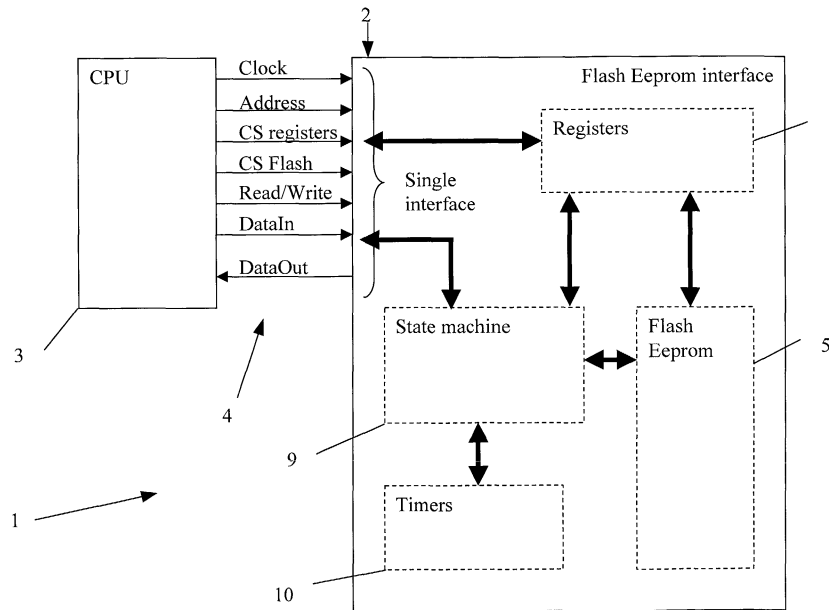 2
CPU
Clock
Flash Eeprom interface
Address
Registers
CS registers
CS Flash
Single
interface
Read/Write
DataIn
DataOut
State machine
Flash
Eeprom
3
5
4
9
Timers
1
10